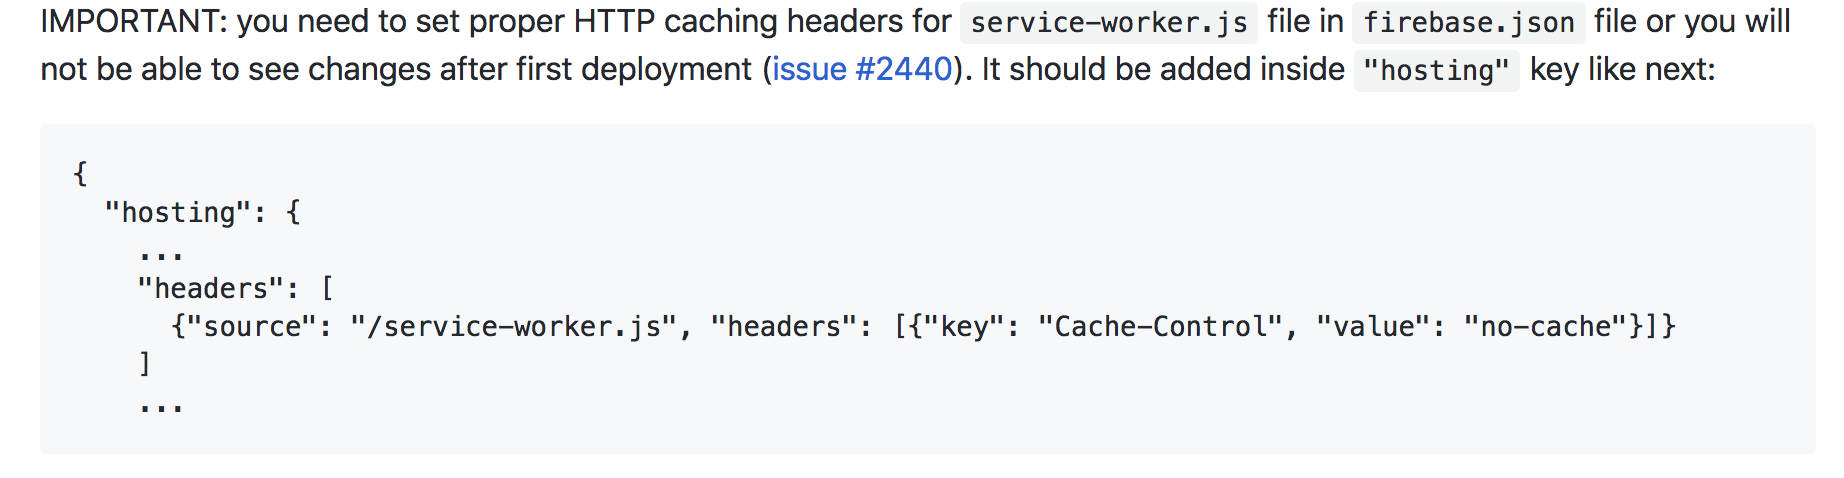 IMPORTANT: you need to set proper HTTP caching headers for service-worker.js file in firebase.json file or you will
not be able to see changes after first deployment (issue #2440). It should be added inside "hosting" key like next:
{
"hosting": {
...
"headers": [
{"source": "/service-worker.js", "headers": [{"key": "Cache-Control", "value": "no-cache"}]}
]
...